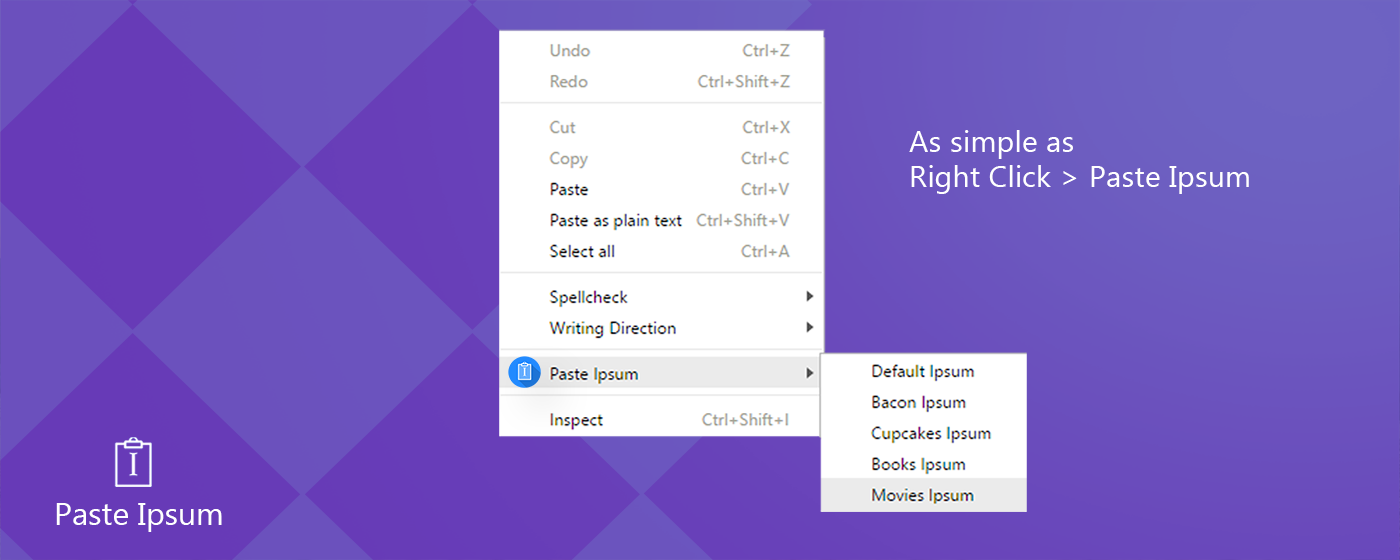 Undo Ctrl+Z
Redo Ctrl+Shift+Z
Cut Ctrl+X
Copy Ctrl+C
Paste Ctrl+V
Paste as plain text Ctrl+Shift+V
Select all Ctrl+A
Spellcheck
Writing Direction
Paste Ipsum
Inspect Ctrl+Shift+I
Default Ipsum
Bacon Ipsum
Cupcakes Ipsum
Books Ipsum
Movies Ipsum
As simple as
Right Click > Paste Ipsum
I
Paste Ipsum